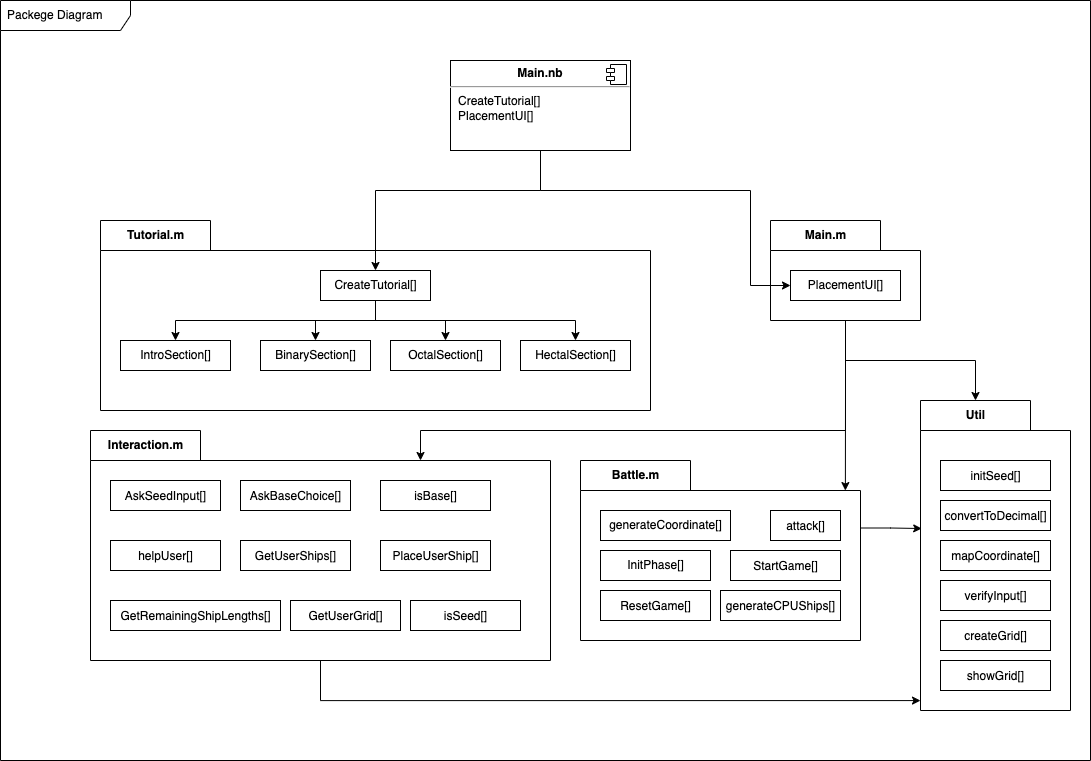 Packege Diagram
Main.nb
CreateTutorial[]
PlacementUI[]
Tutorial.m
CreateTutorial[]
IntroSection[]
BinarySection[]
OctalSection[]
HectalSection[]
Main.m
PlacementUI[]
Interaction.m
AskSeedInput[]
AskBaseChoice[]
isBase[]
helpUser[]
GetUserShips[]
PlaceUserShip[]
GetRemainingShipLengths[]
GetUserGrid[]
isSeed[]
Battle.m
generateCoordinate[]
attack[]
InitPhase[]
StartGame[]
ResetGame[]
generateCPUShips[]
Util
initSeed[]
convertToDecimal[]
mapCoordinate[]
verifyInput[]
createGrid[]
showGrid[]